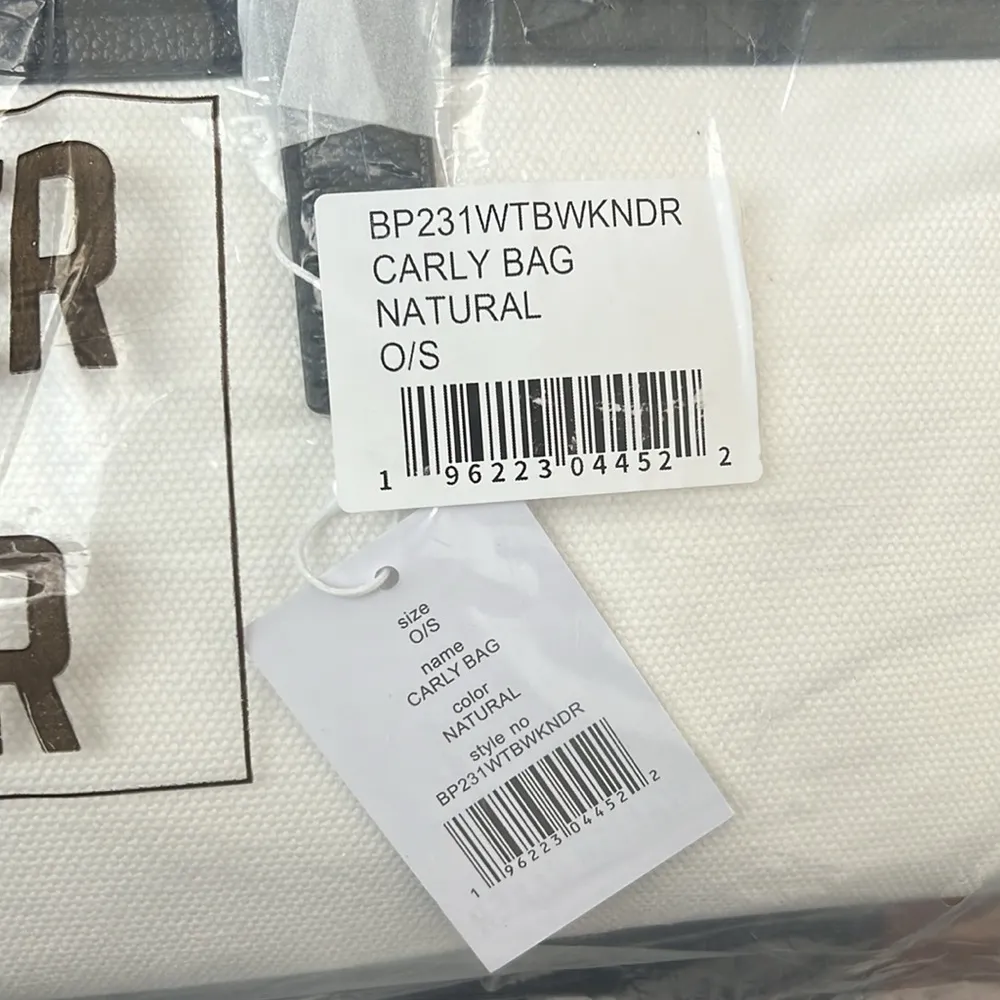 BP231WTBWKNDR
CARLY BAG
NATURAL
O/S
1 96223 04452 2
size
O/S
name
CARLY BAG
color
NATURAL
style no
BP231WTBWKNDR
1 96223 04452 2